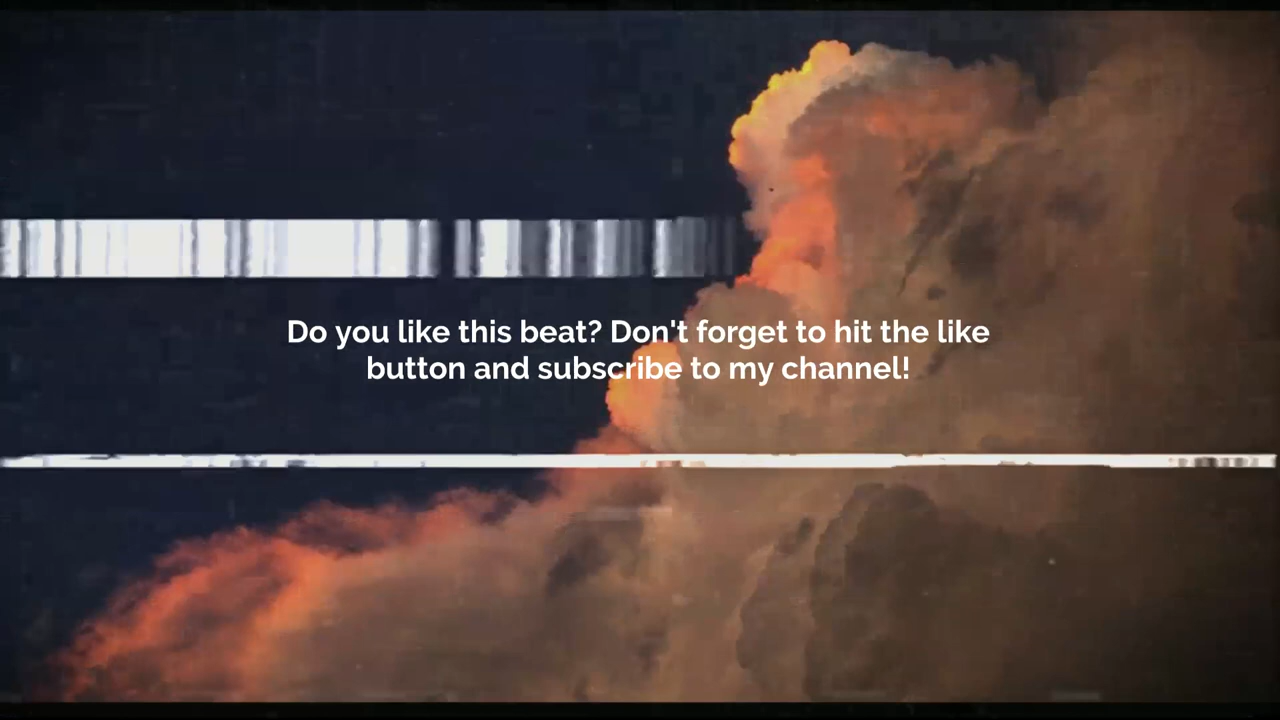 Do you like this beat? Don't forget to hit the like
button and subscribe to my channel!